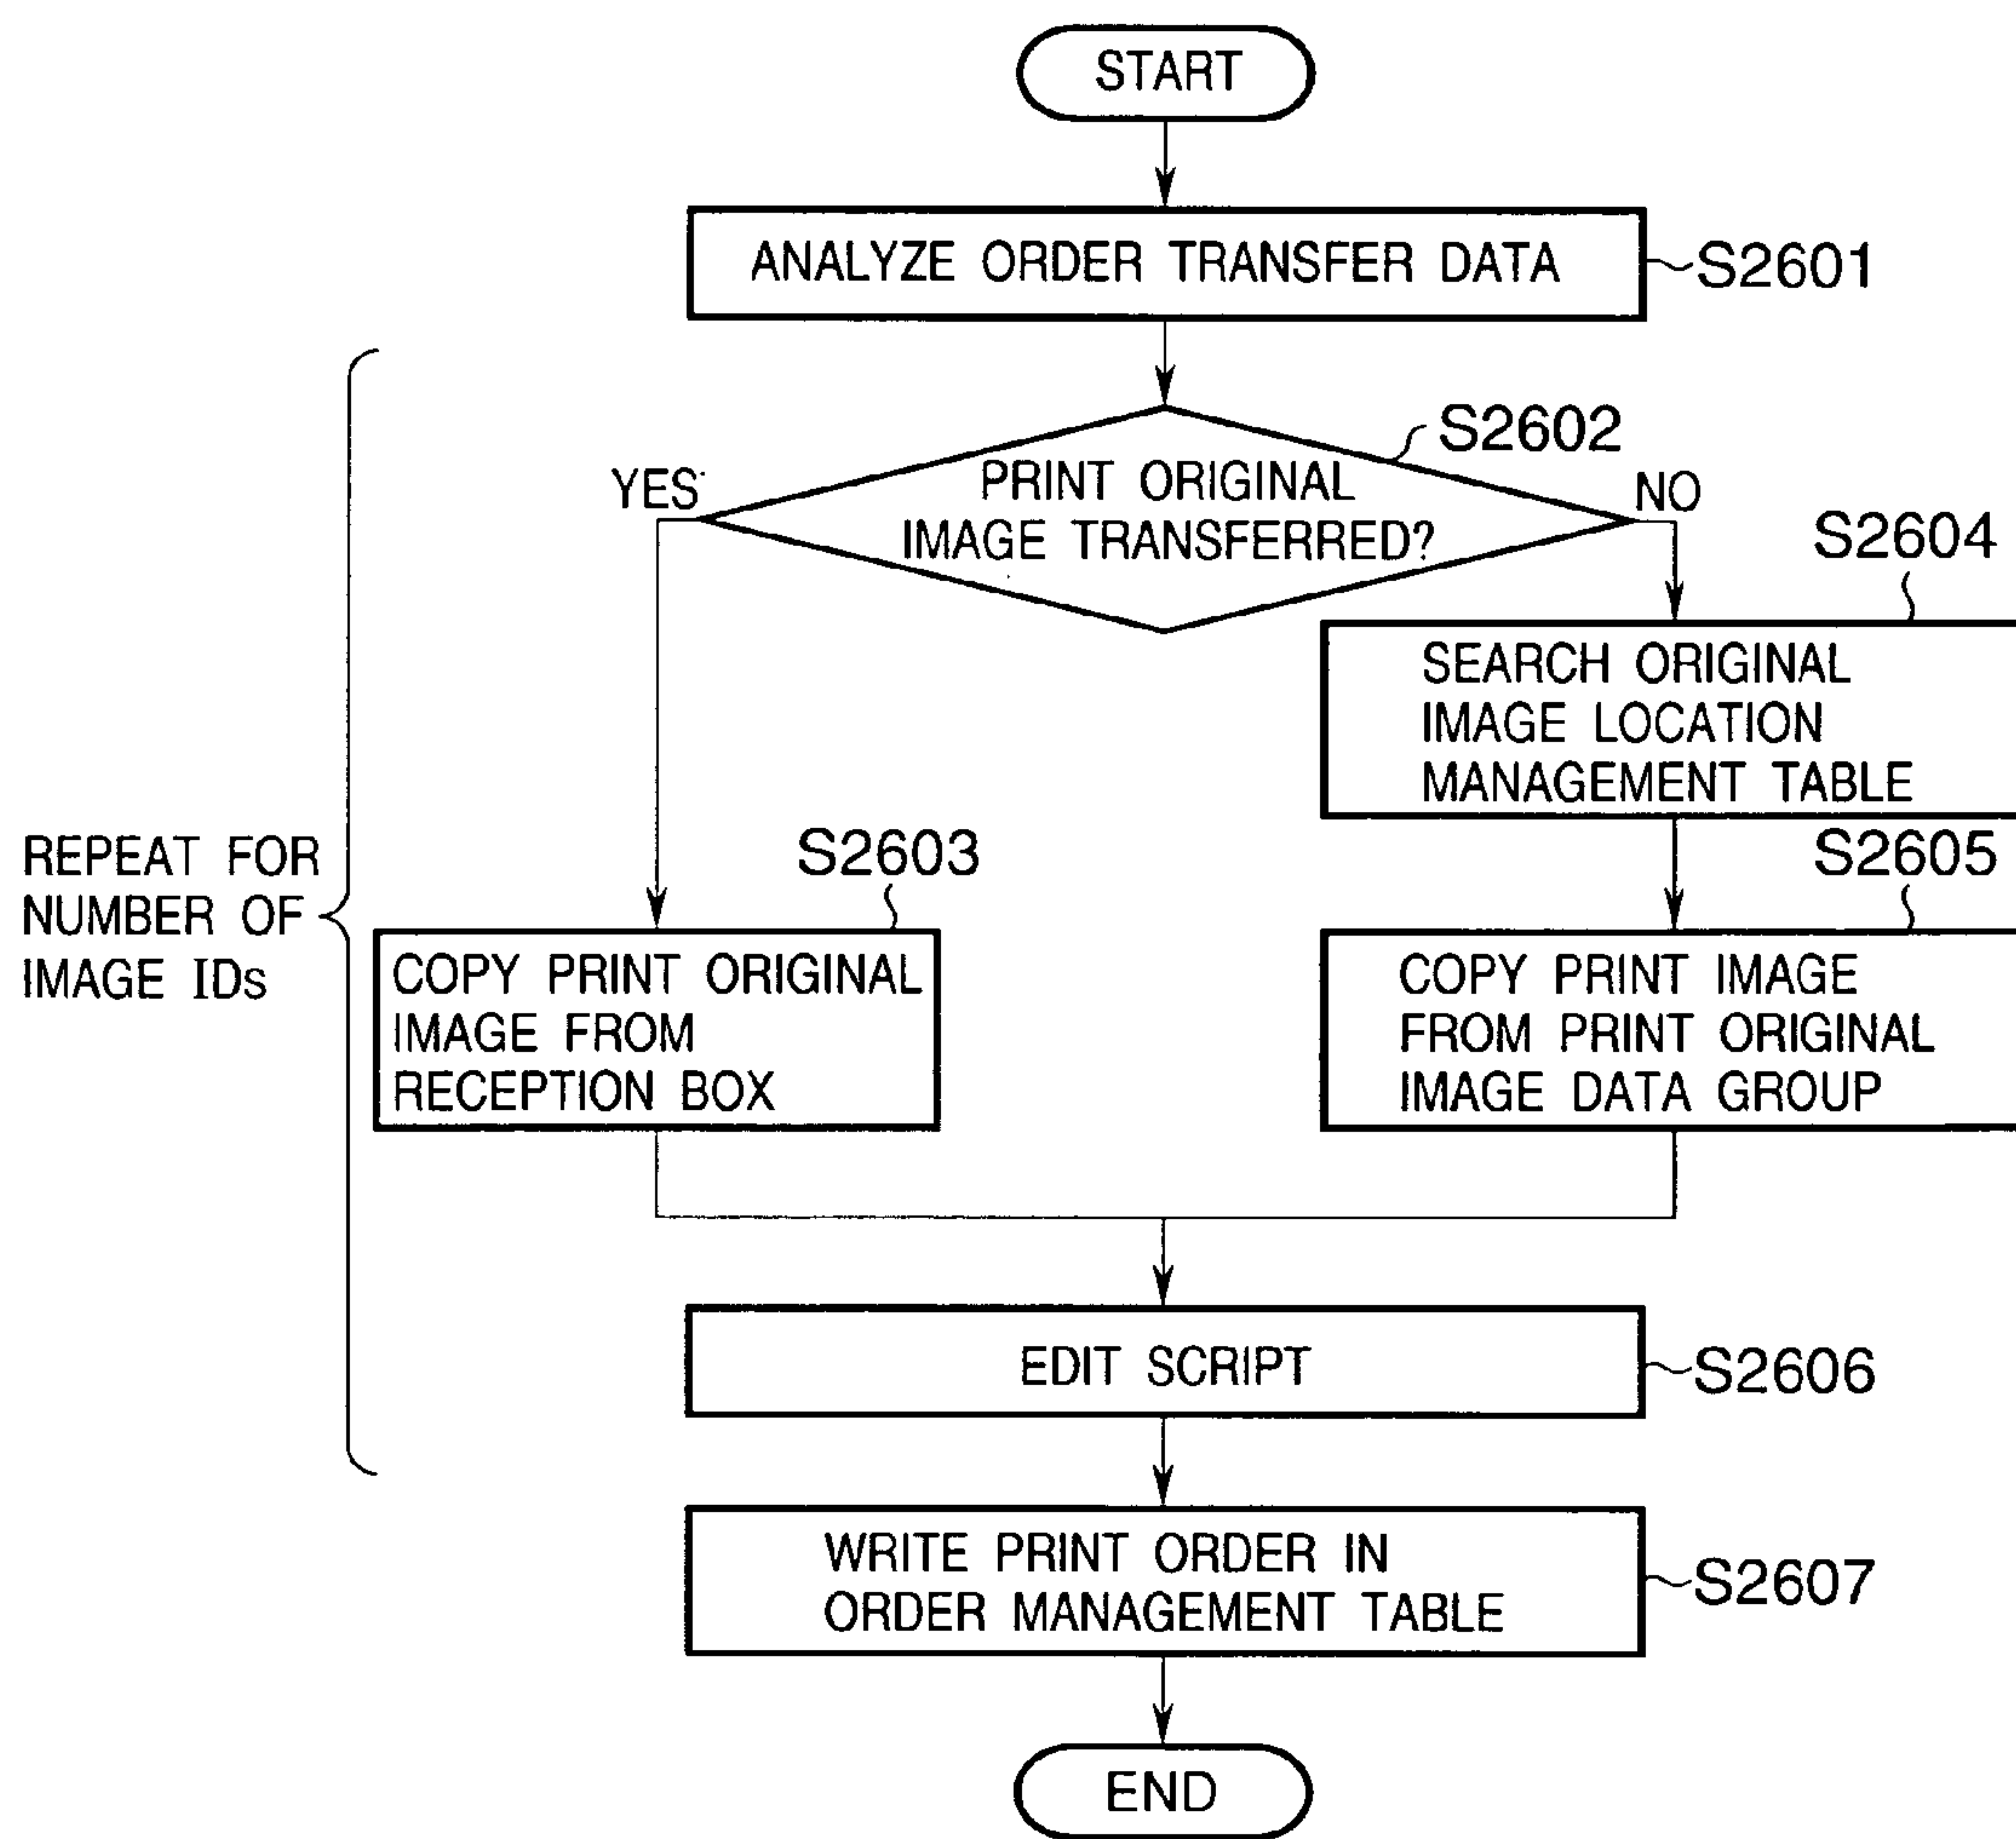 START
ANALYZE ORDER TRANSFER DATA
S2601
S2602
YES
PRINT ORIGINAL
IMAGE TRANSFERRED?
NO
S2604
SEARCH ORIGINAL
IMAGE LOCATION
MANAGEMENT TABLE
REPEAT FOR
NUMBER OF
IMAGE IDs
S2603
COPY PRINT ORIGINAL
IMAGE FROM
RECEPTION BOX
S2605
COPY PRINT IMAGE
FROM PRINT ORIGINAL
IMAGE DATA GROUP
EDIT SCRIPT
S2606
WRITE PRINT ORDER IN
ORDER MANAGEMENT TABLE
S2607
END